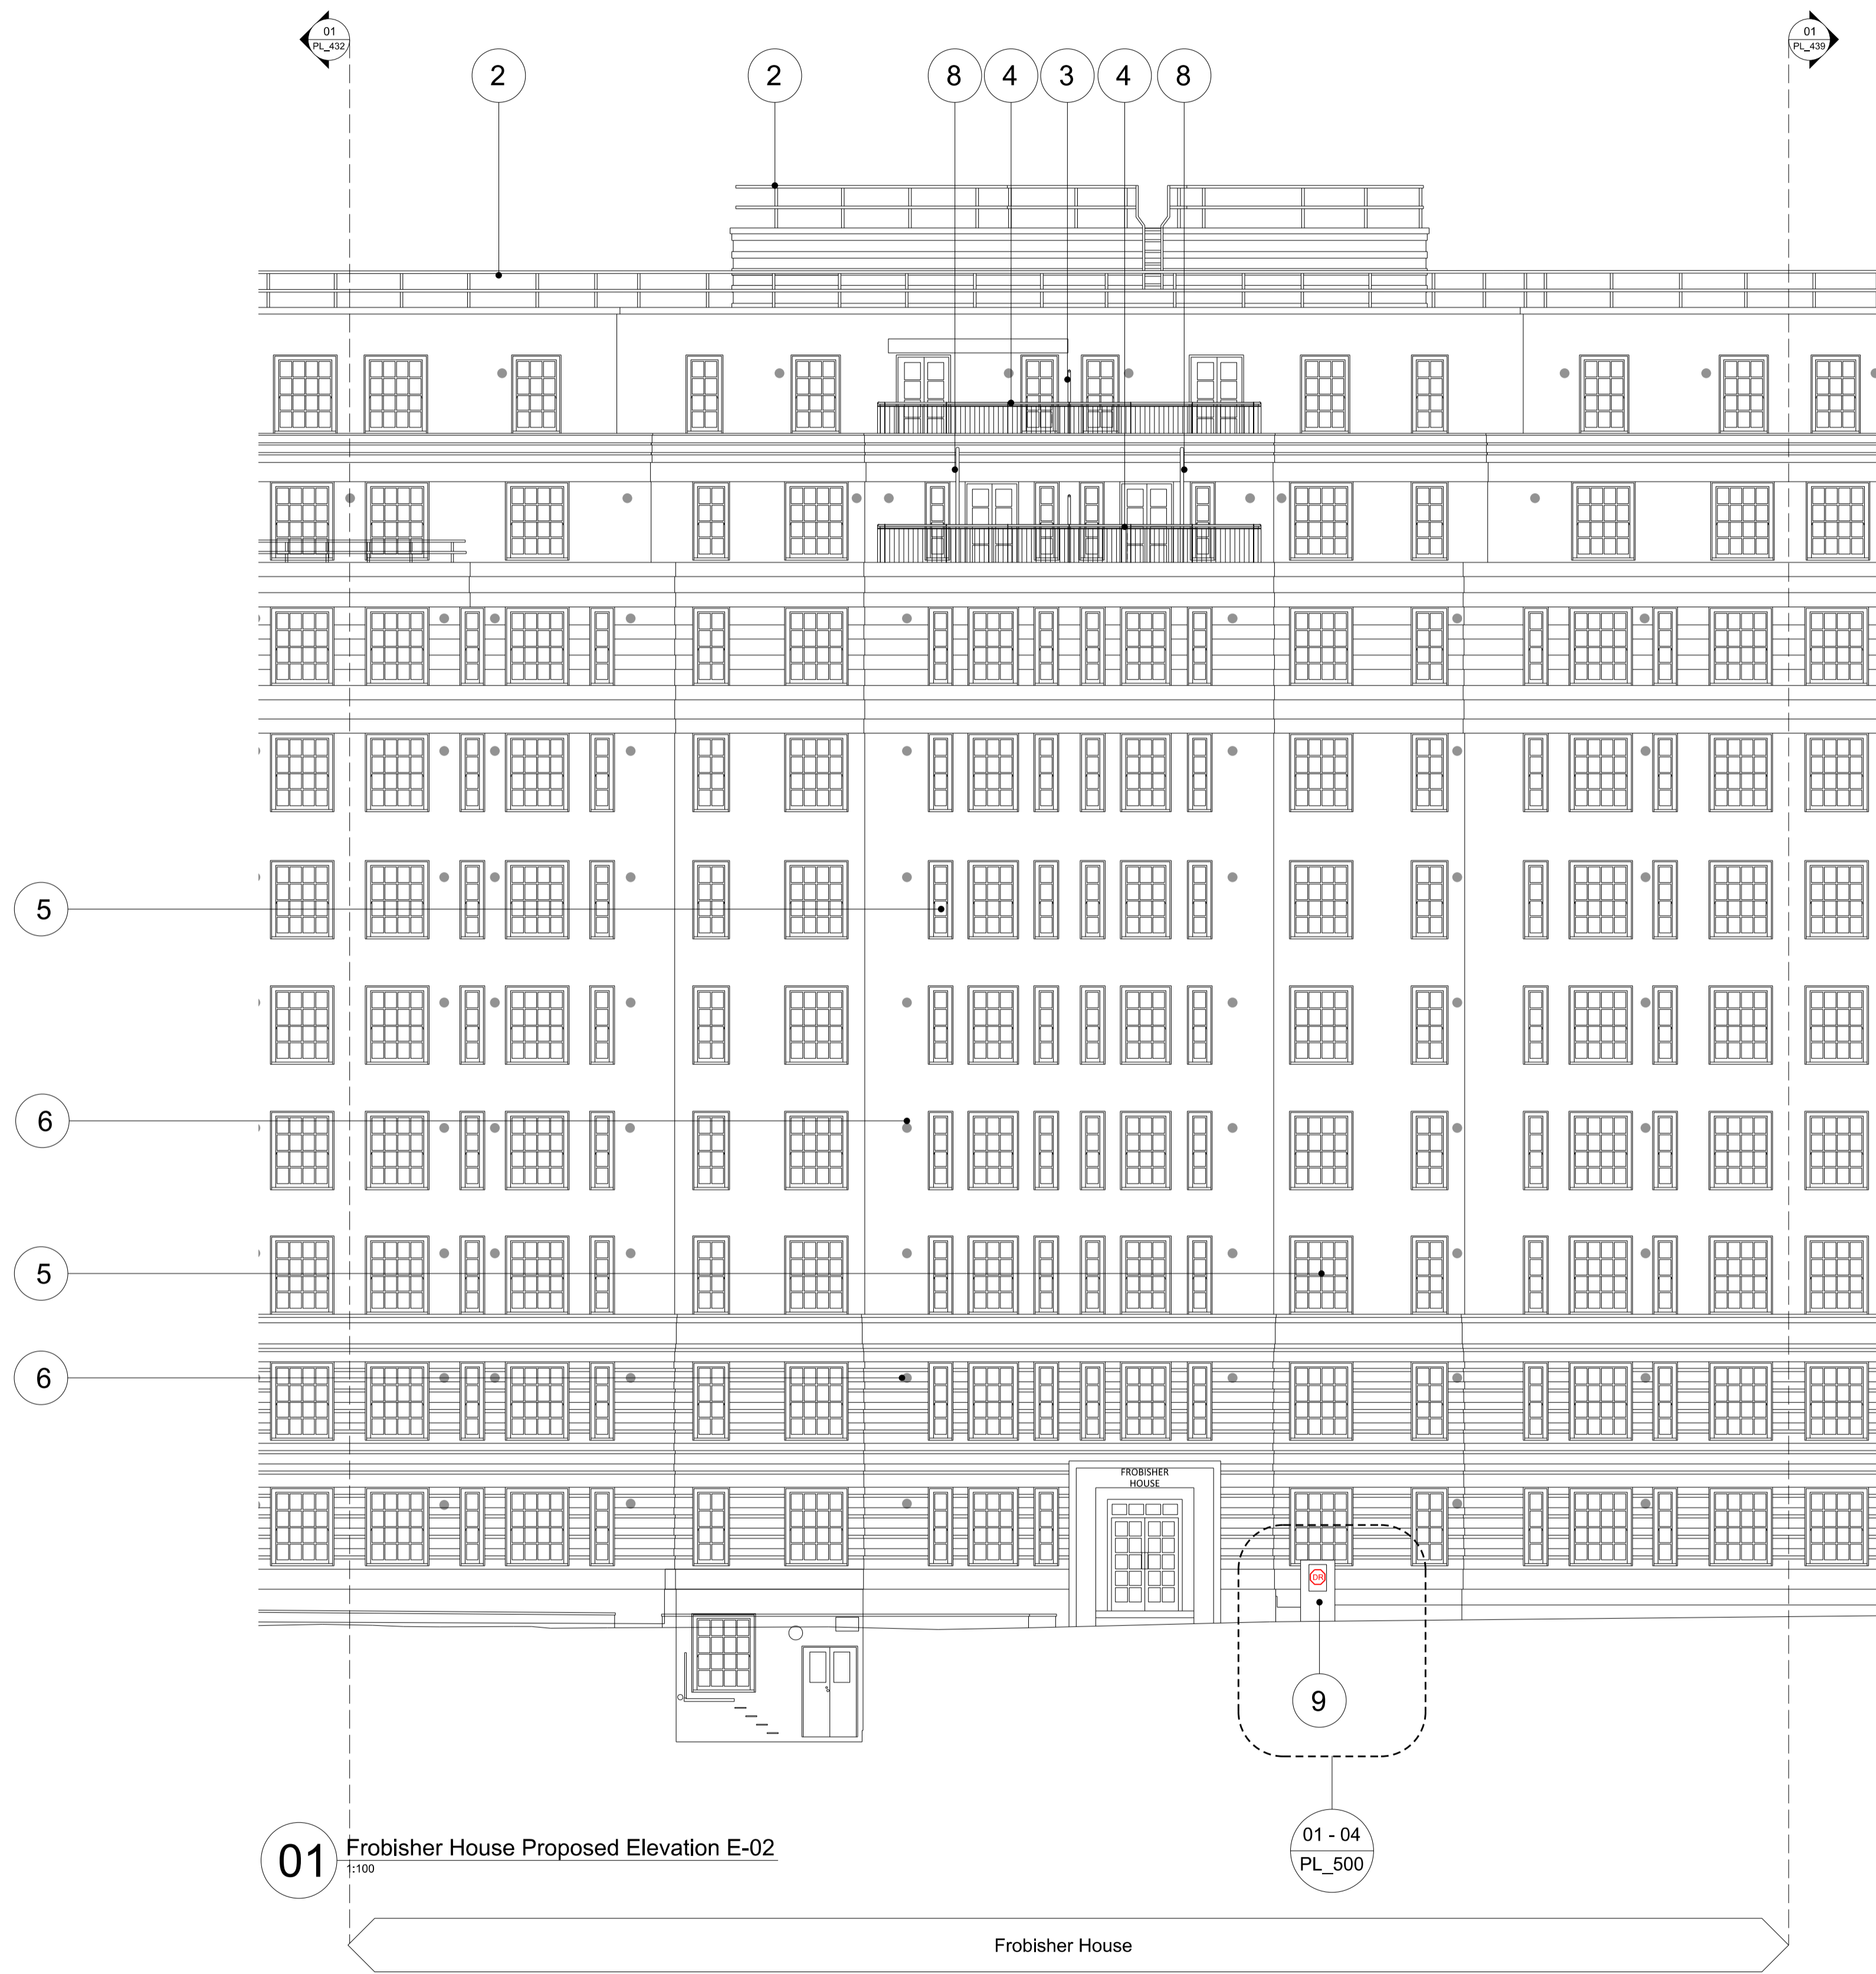 01
PL_432
01
PL_439
2
2
8
4
3
4
8
5
6
5
6
FROBISHER
HOUSE
DR
9
01
Frobisher House Proposed Elevation E-02
1:100
01 - 04
PL_500
Frobisher House